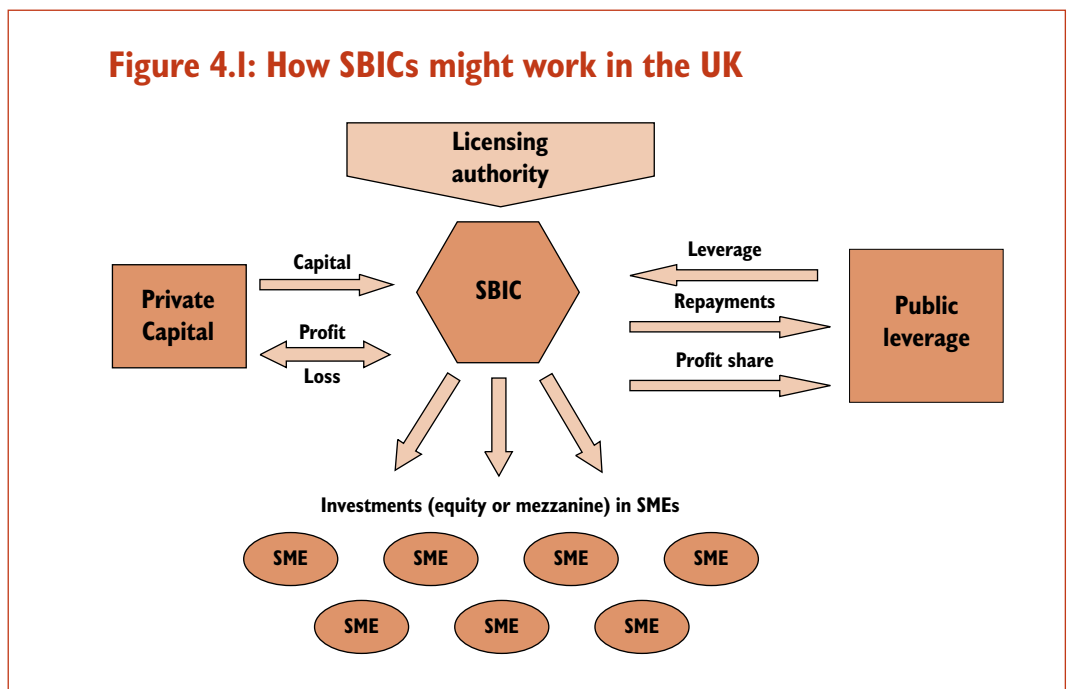 Figure 4.1: How SBICs might work in the UK
Licensing
authority
Capital
Leverage
Private
Capital
SBIC
Repayments
Public
leverage
Profit
Loss
Profit share
Investments (equity or mezzanine) in SMEs
SME
SME
SME
SME
SME
SME
SME